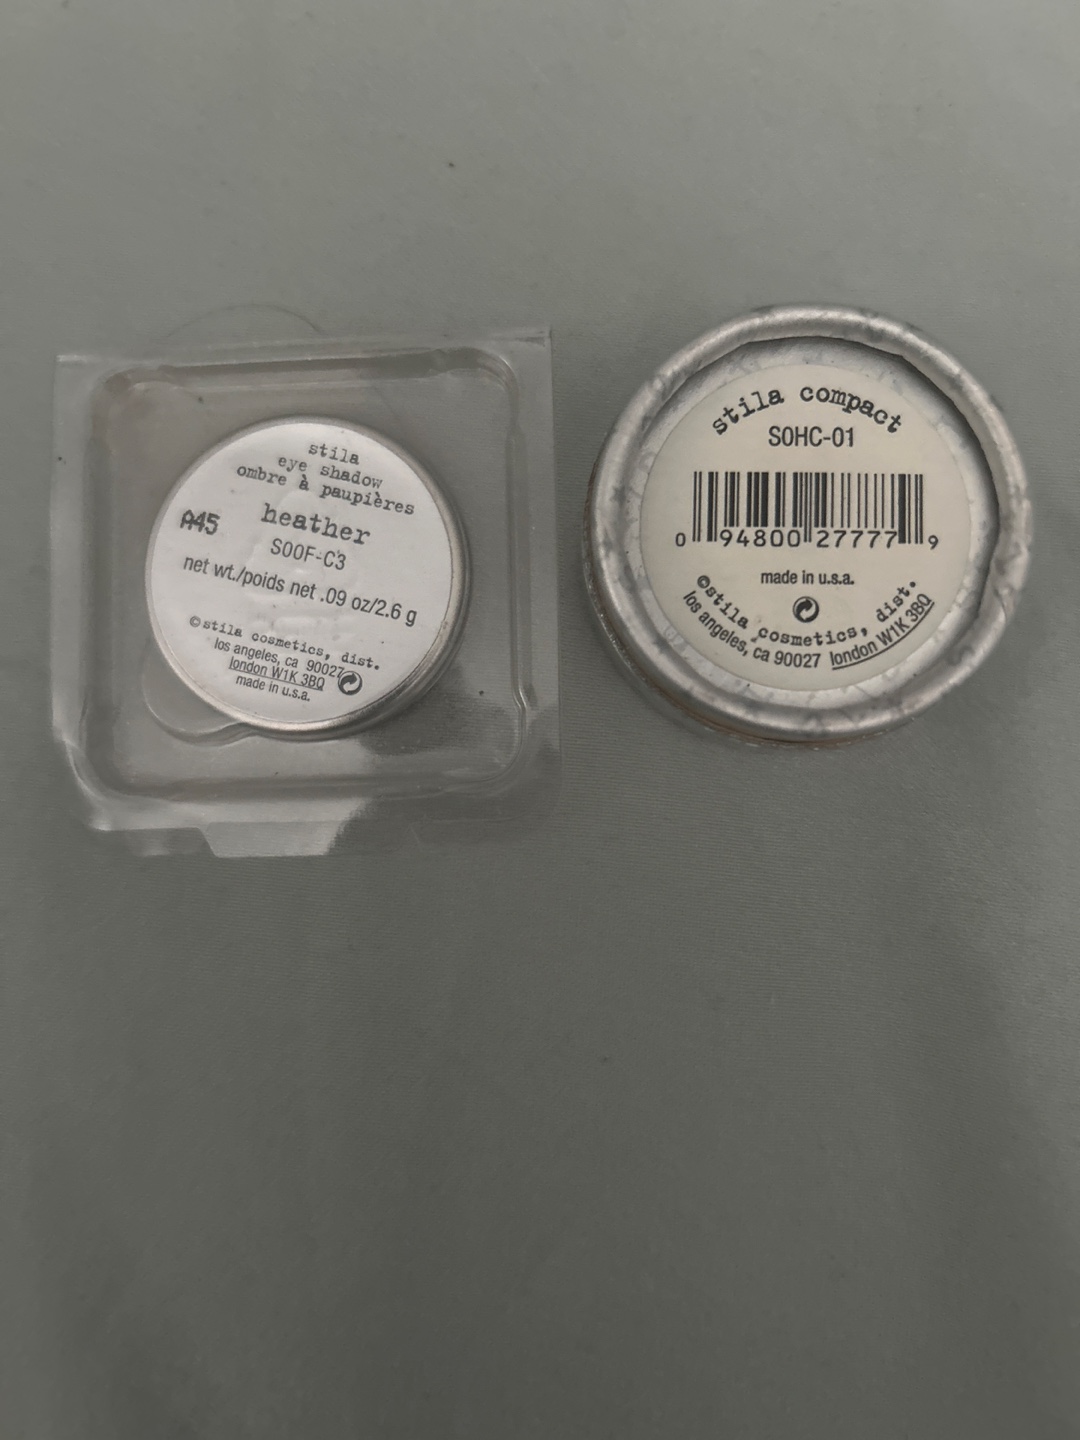 stila
eye shadow
ombre à paupières
heather
A45
S00F-C3
net wt./poids net .09 oz/2.6 g
©stila cosmetics, dist.
los angeles, ca 90027
london W1K 3BQ
made in u.s.a.
stila compact
S0HC-01
0 94800 27777 9
made in u.s.a.
©stila cosmetics, dist.
los angeles, ca 90027 london W1K 3BQ